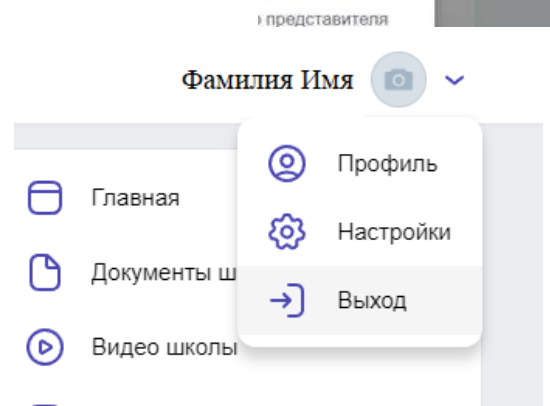 представителя
Фамилия Имя
Профиль
Главная
Настройки
Документы ш
Выход
Видео школы